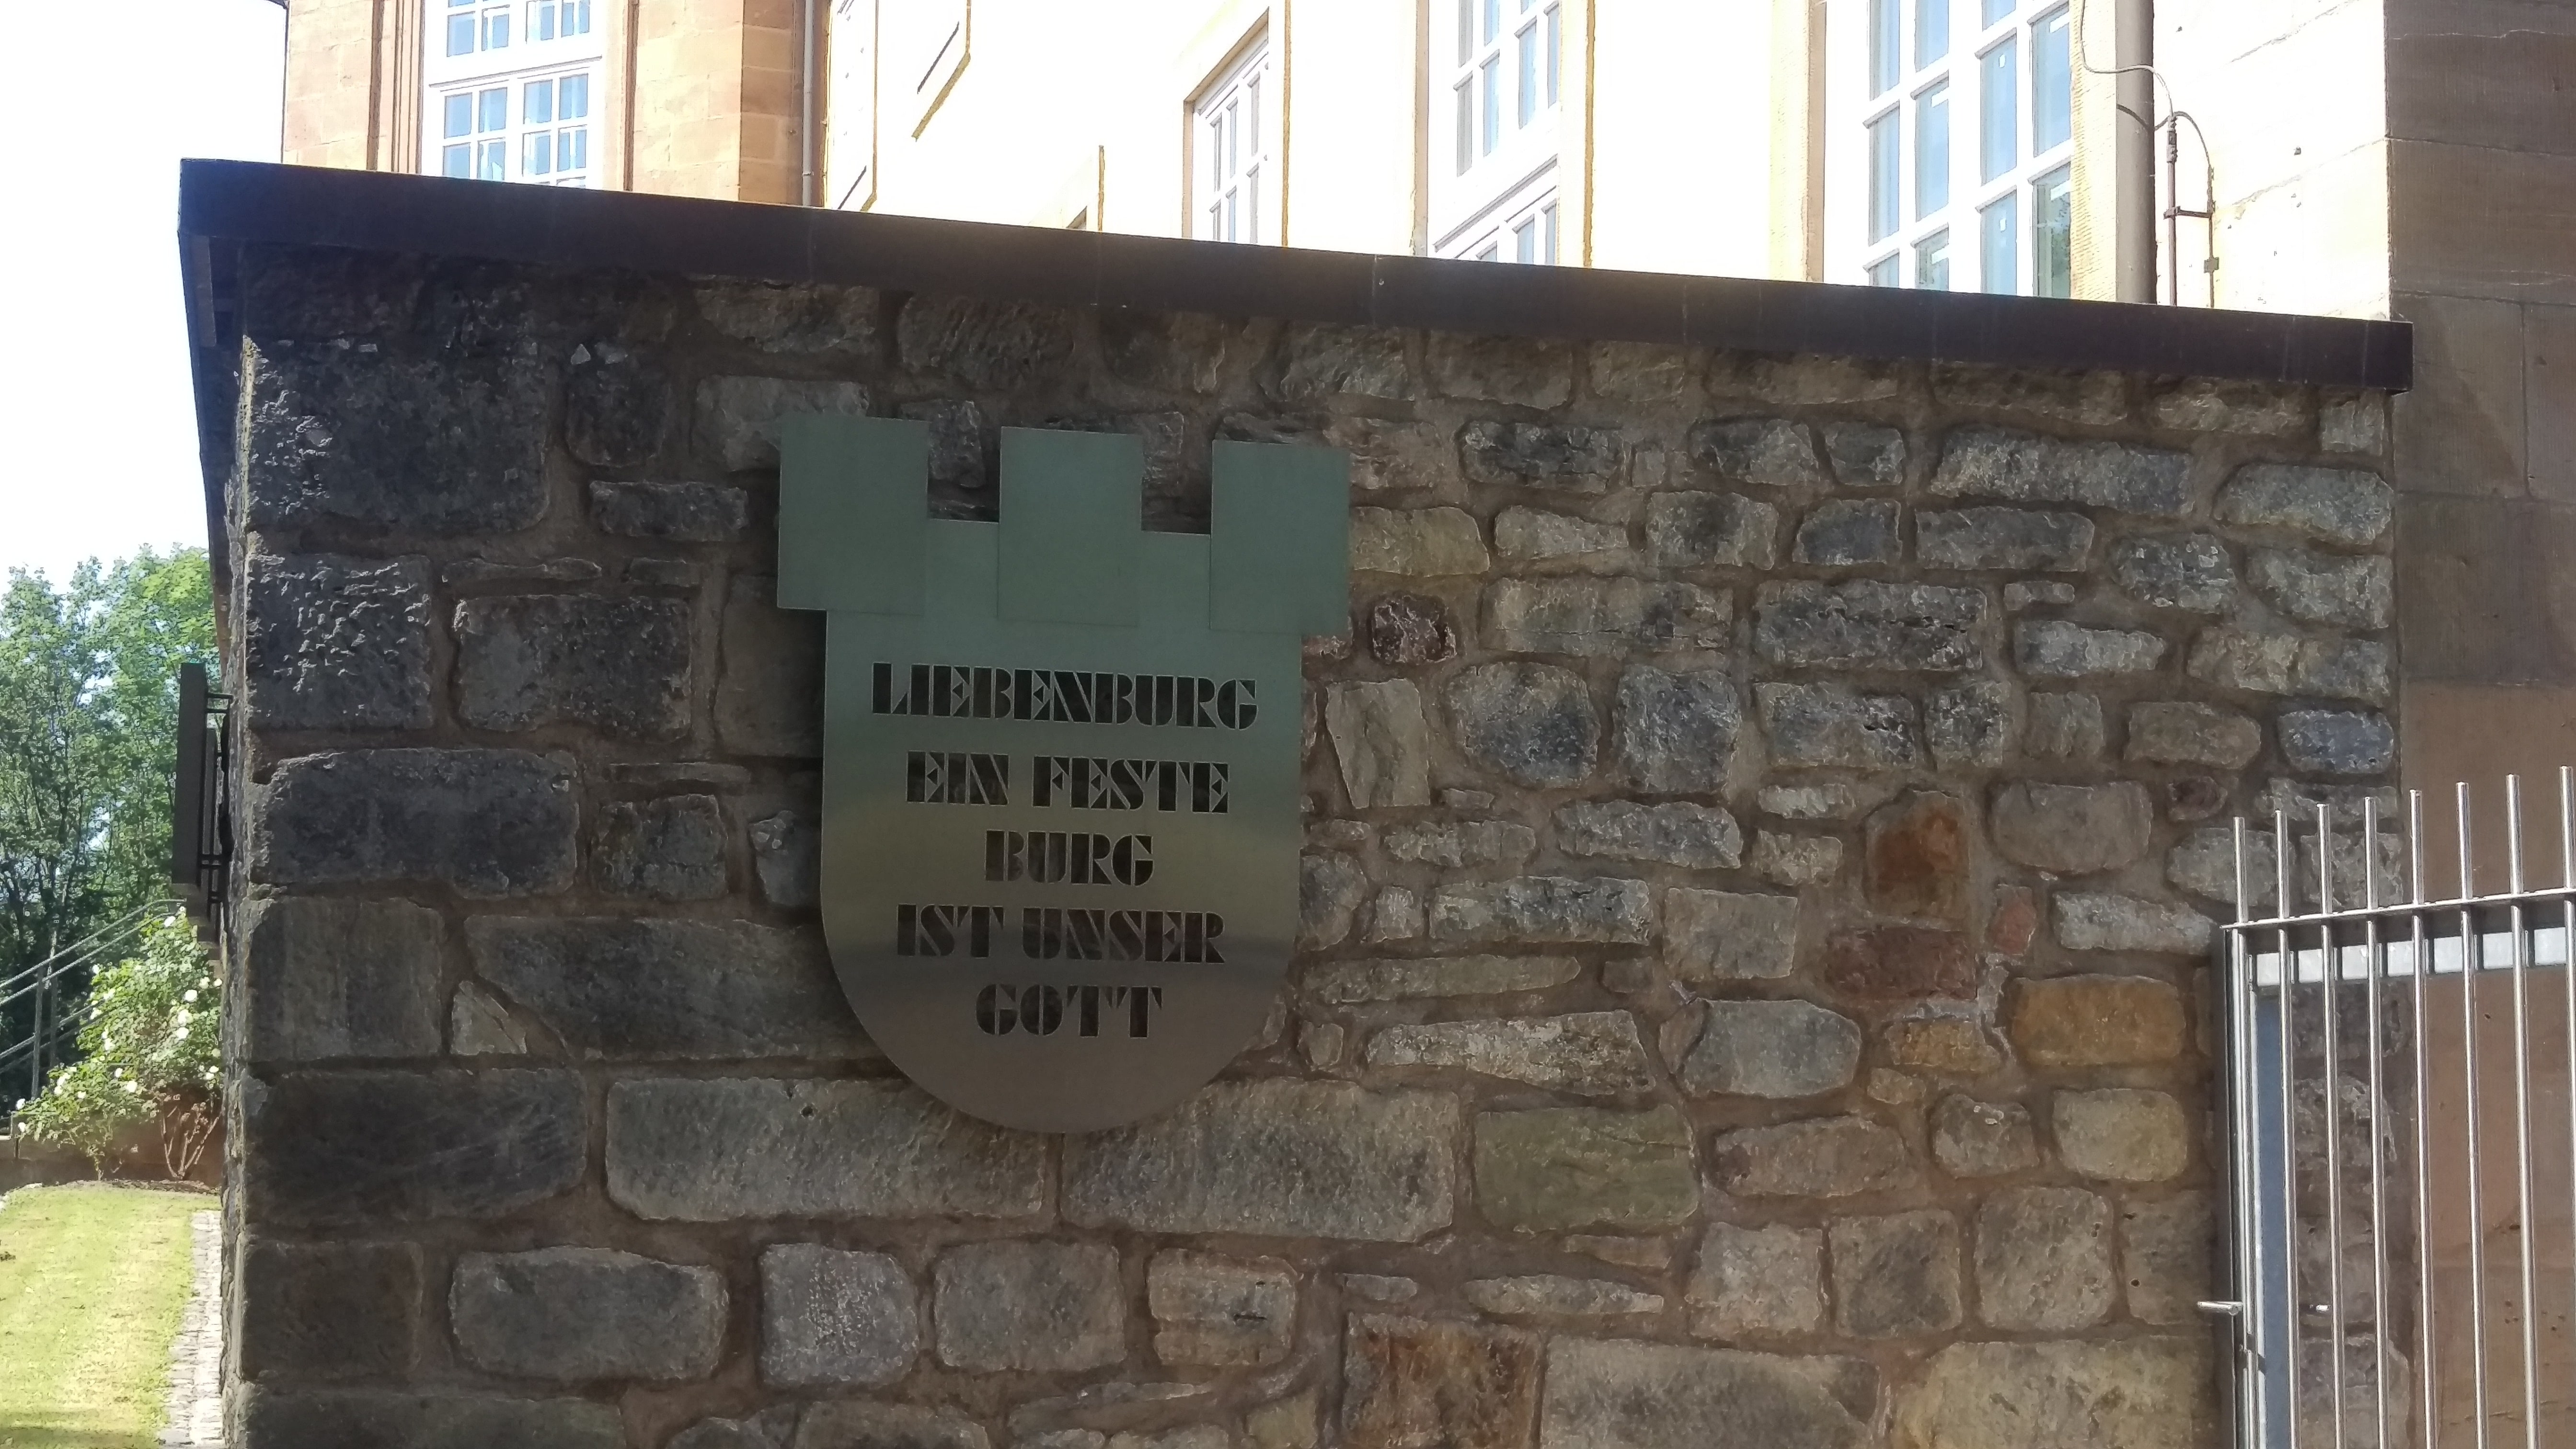 LIEBENBURG
EIN FESTE
BURG
IST UNSER
GOTT